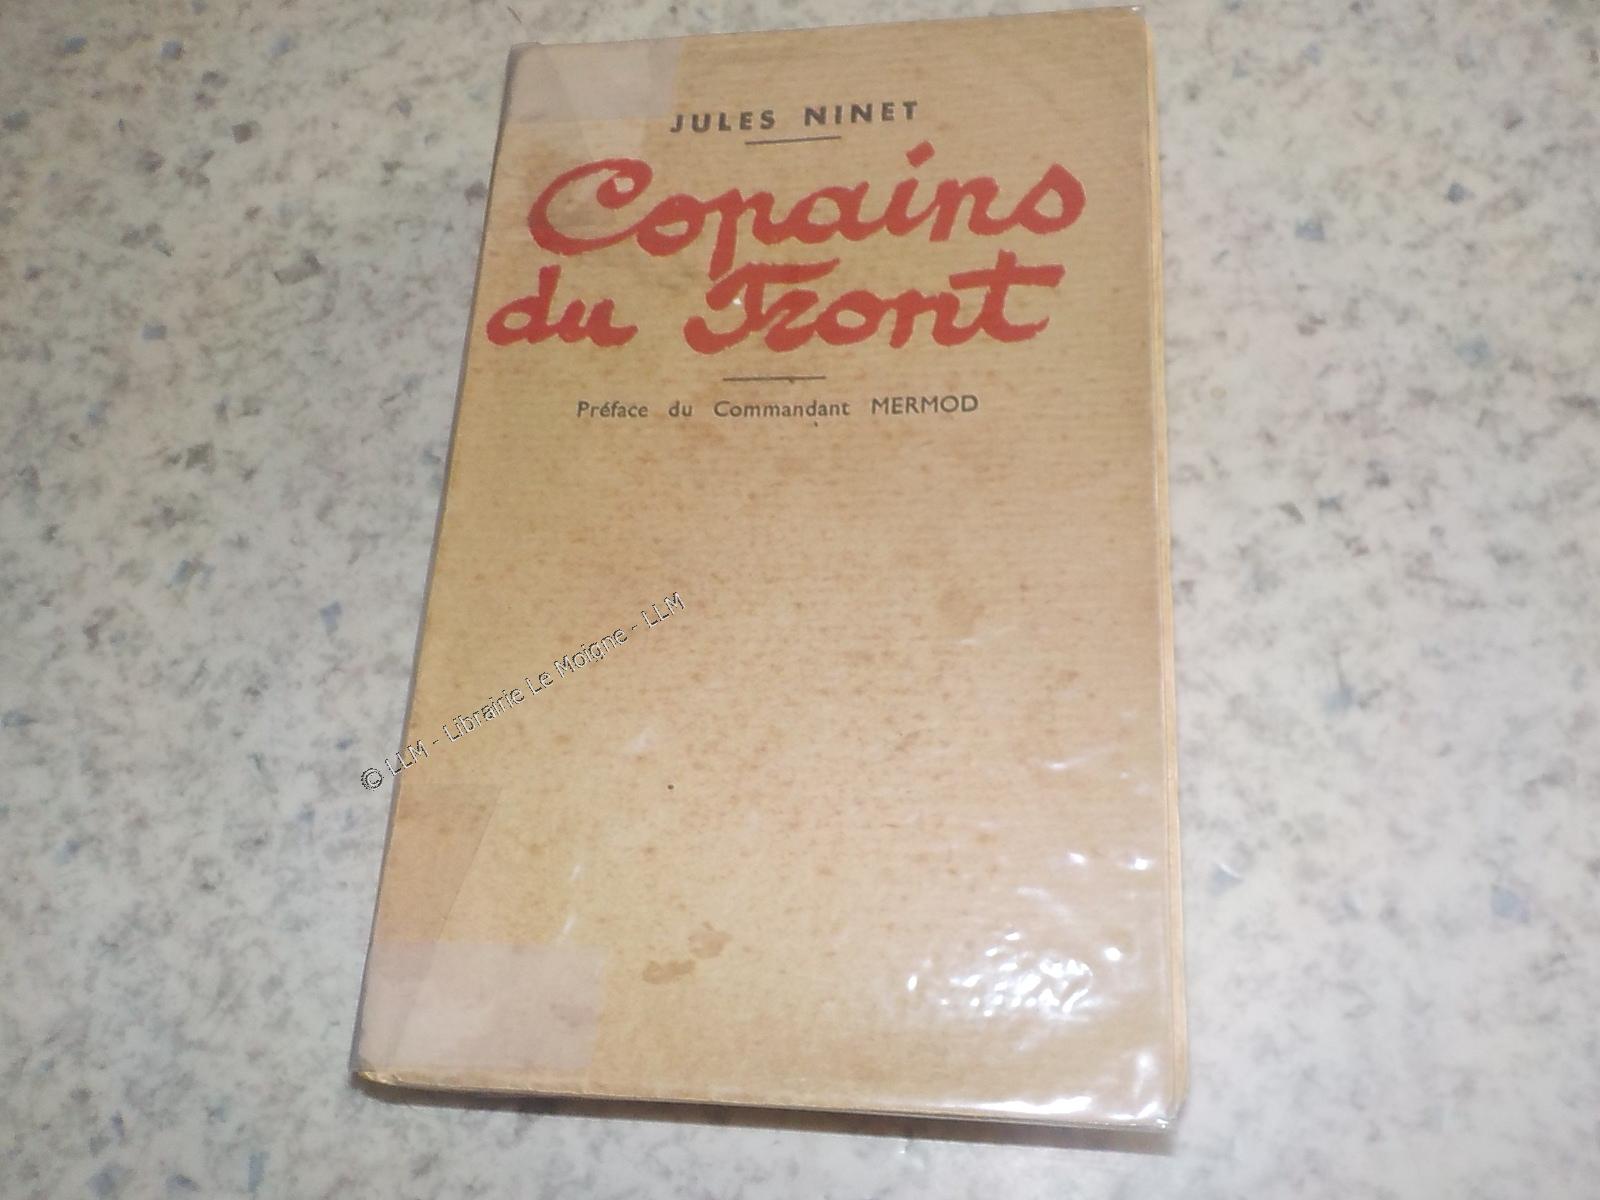 JULES NINET
Copains
du Front
Préface du Commandant MERMOD
© LLM - Librairie Le Moigne - LLM